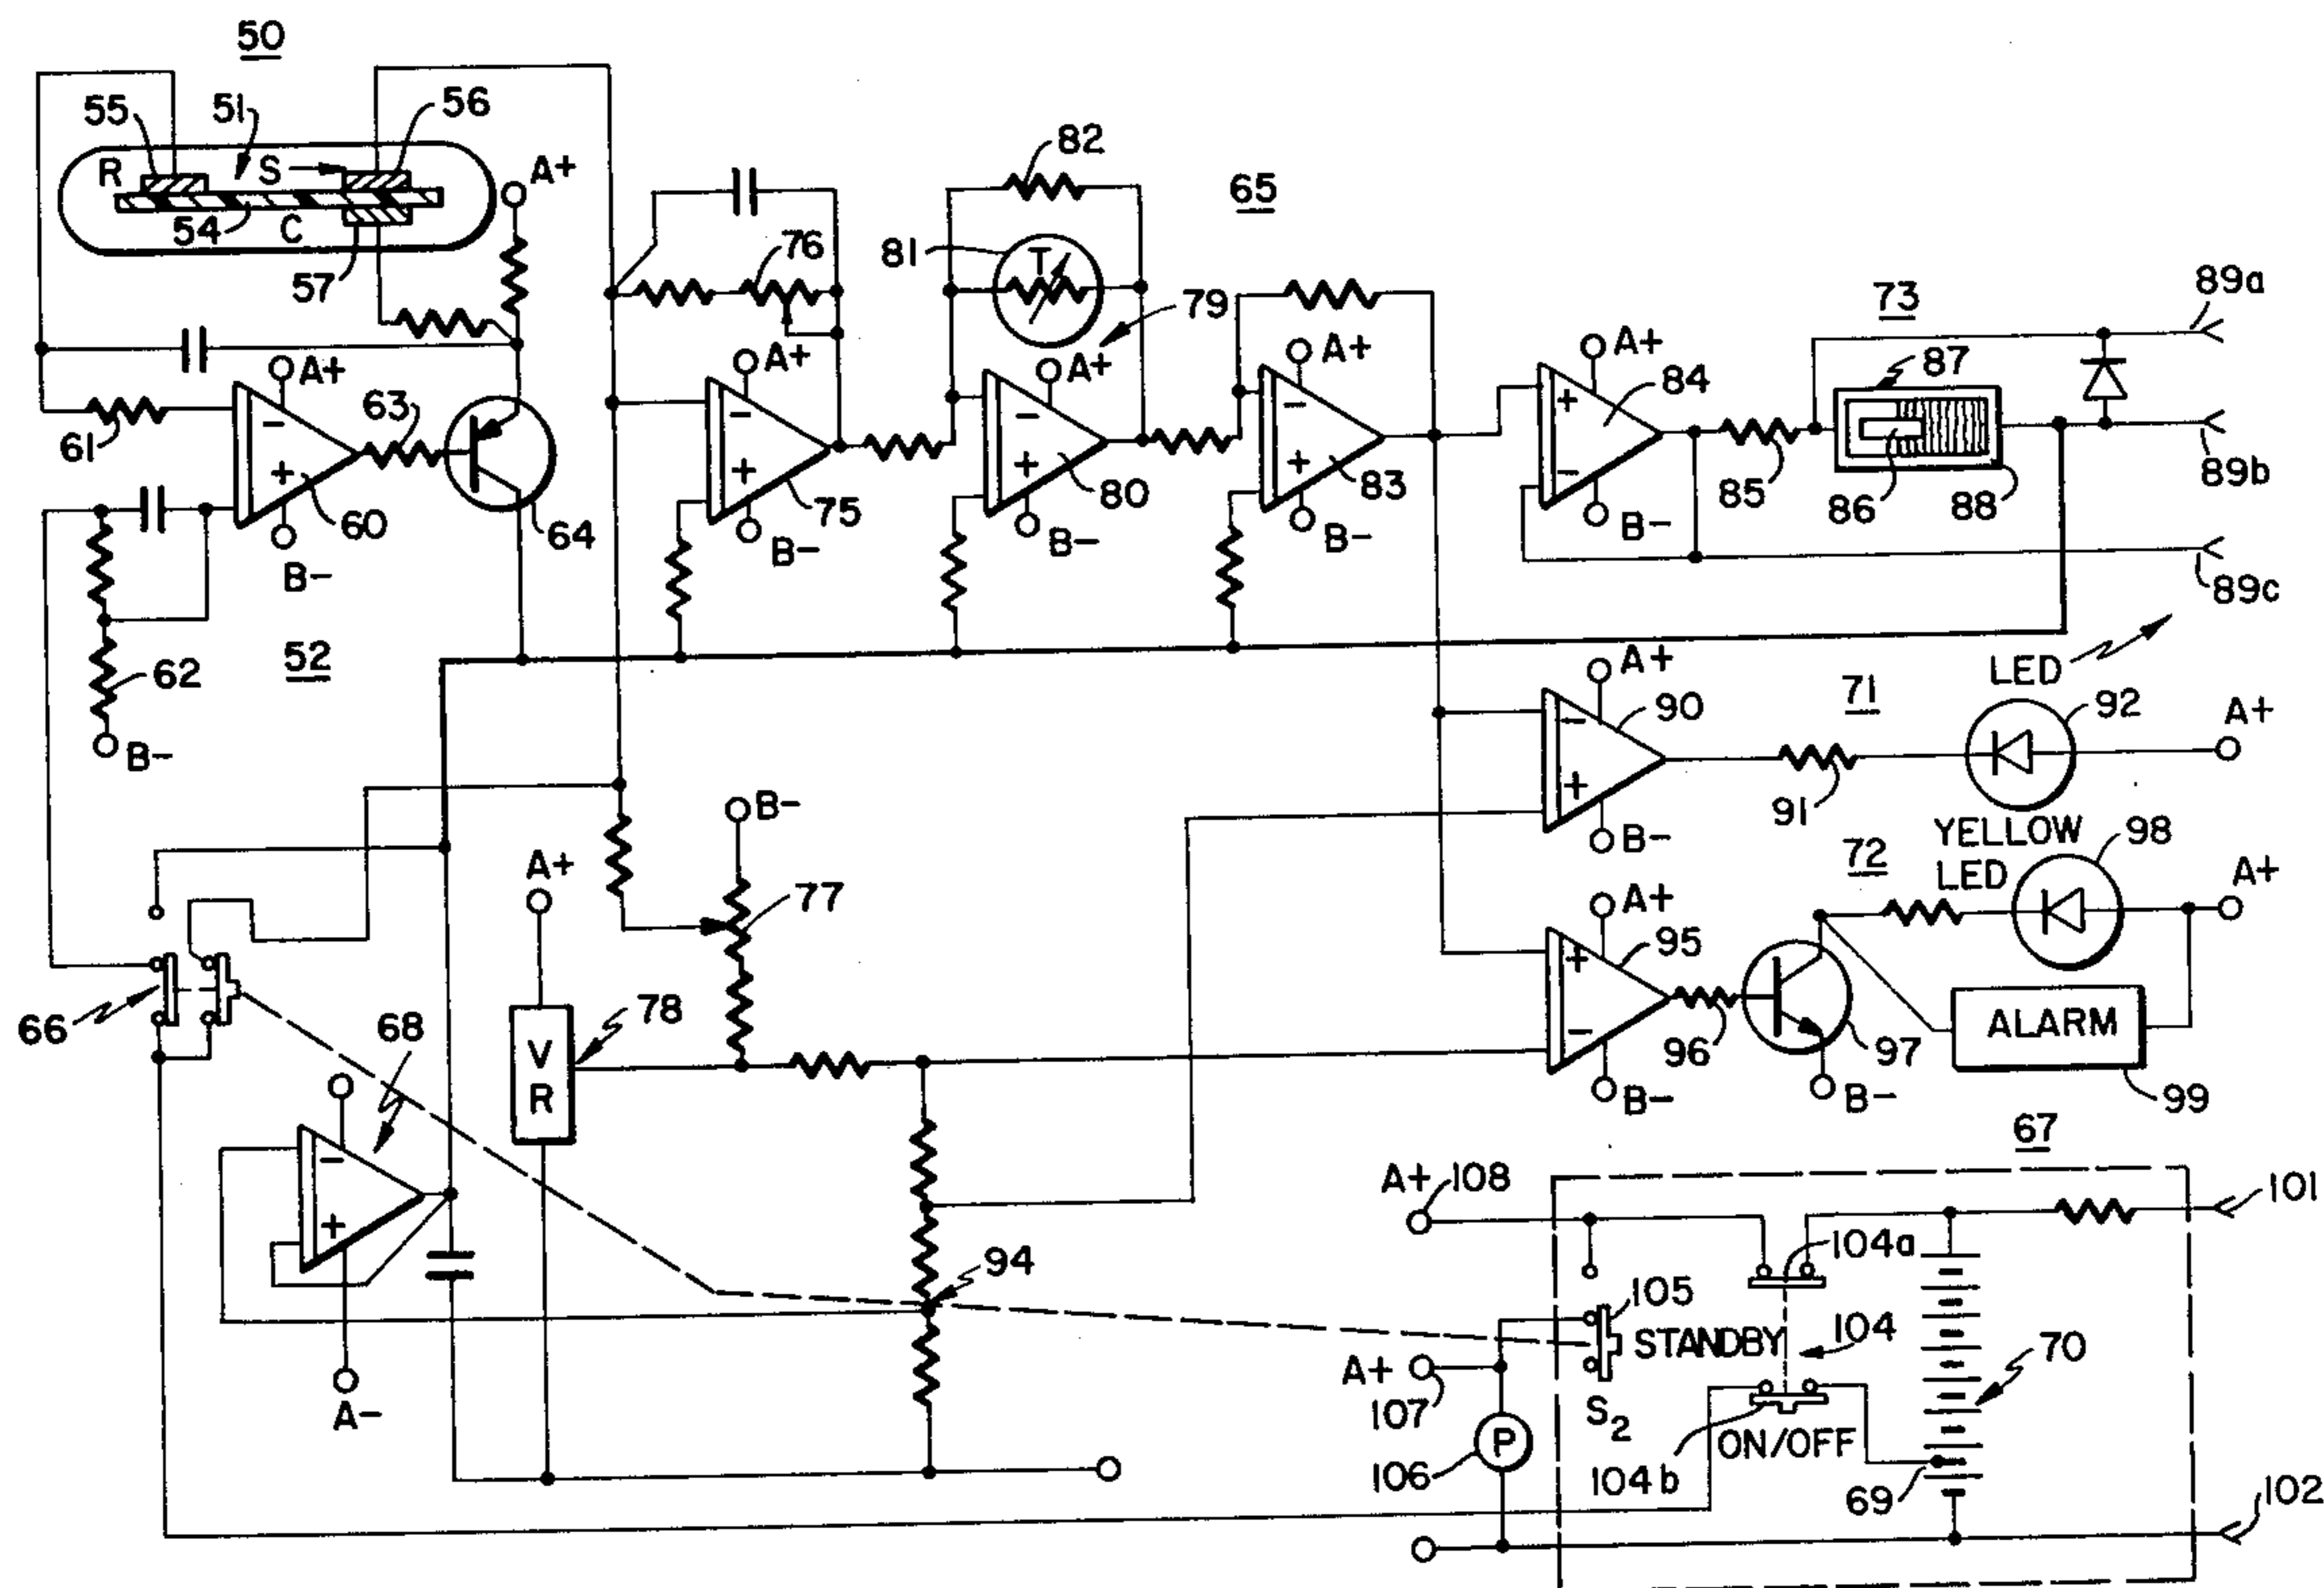 50
55
51
56
R
S
A+
54
C
57
82
65
81
T
79
76
A+
A+
A+
A+
A+
61
63
-
+
60
64
B-
-
+
75
B-
-
+
80
B-
-
+
83
B-
+
-
84
B-
85
73
87
86
88
89a
89b
89c
52
62
B-
A+
-
+
90
B-
71
91
LED
92
A+
YELLOW
LED
72
98
A+
A+
77
B-
A+
+
-
95
B-
96
97
B-
ALARM
99
66
68
V
R
78
-
+
A-
94
67
A+
108
101
104a
105
STANDBY
104
70
A+
107
S2
P
106
ON/OFF
104b
69
102